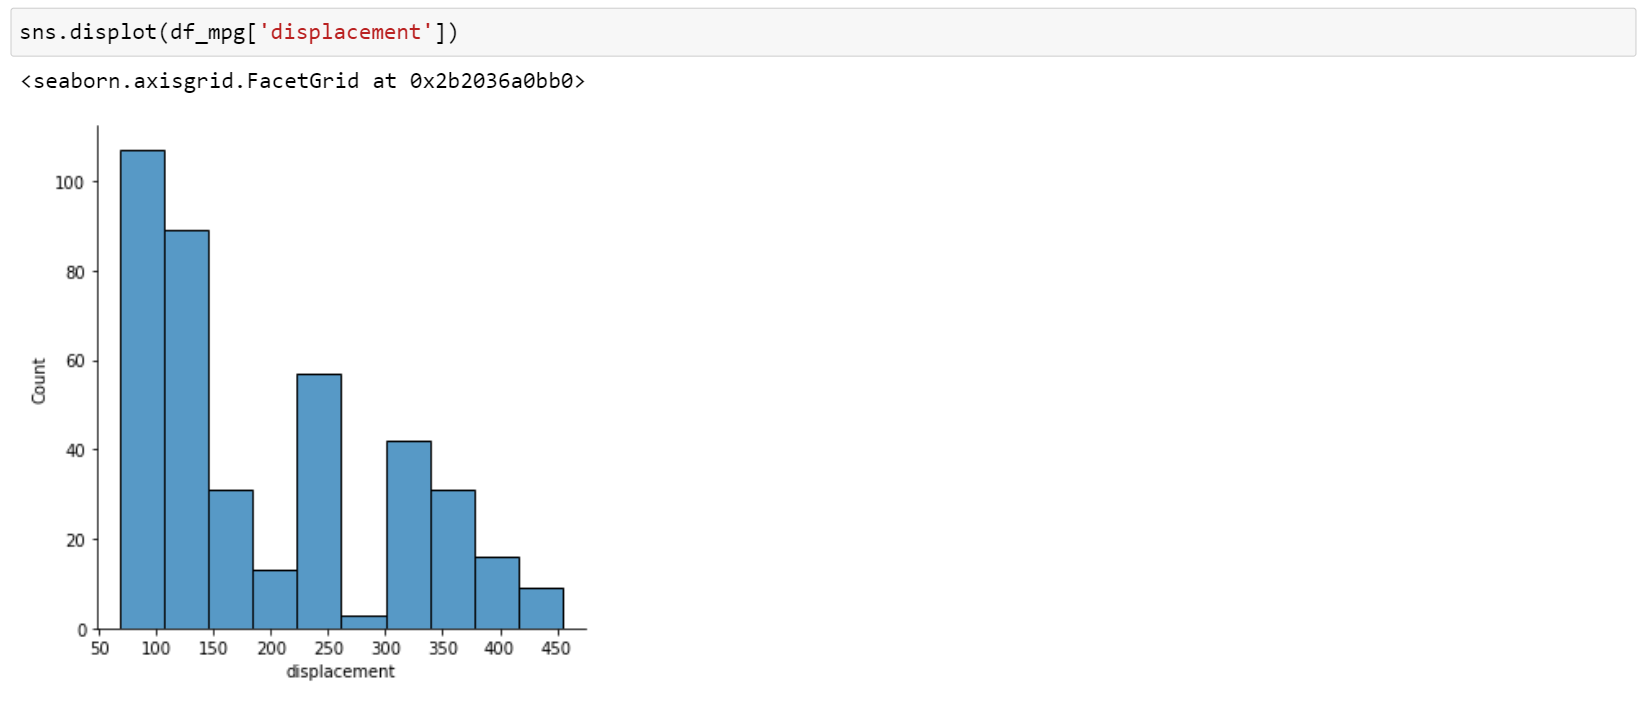 sns.displot(df_mpg['displacement'])
<seaborn.axisgrid.FacetGrid at 0x2b2036a0bb0>
100
80
60
40
20
0
Count
50 100 150 200 250 300 350 400 450
displacement